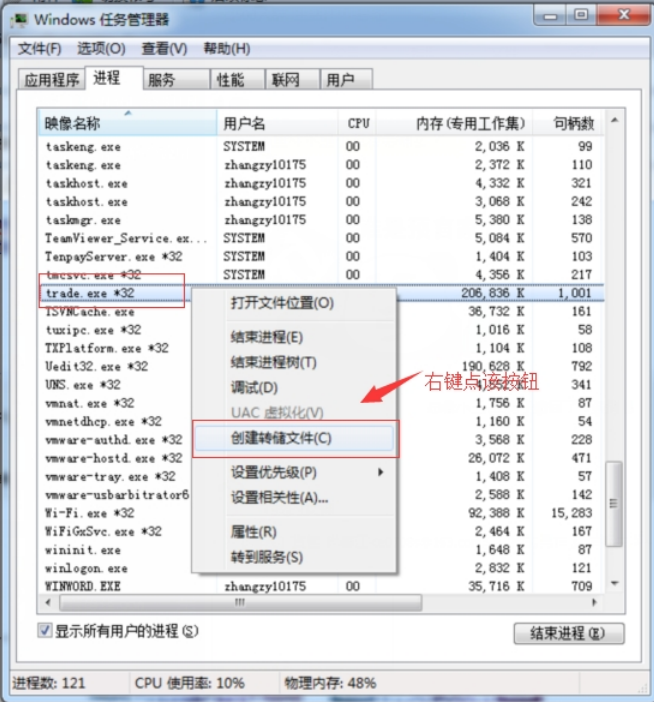 Windows 任务管理器
文件(F) 选项(O) 查看(V) 帮助(H)
应用程序 进程 服务 性能 联网 用户
映像名称 用户名 CPU 内存(专用工作集) 句柄数
taskeng.exe SYSTEM 00 2,036 K 99
taskeng.exe zhangzy10175 00 2,372 K 110
taskhost.exe zhangzy10175 00 4,332 K 321
taskhost.exe zhangzy10175 00 3,068 K 242
taskmgr.exe zhangzy10175 00 5,380 K 138
TeamViewer_Service.ex... SYSTEM 00 5,084 K 570
TenpayServer.exe *32 SYSTEM 00 1,404 K 103
tmcsvc.exe *32 SYSTEM 00 4,356 K 217
trade.exe *32 206,836 K 1,001
TSVNCache.exe 36,732 K 161
tuxipc.exe *32 1,016 K 58
TXPlatform.exe *32 1,104 K 108
Uedit32.exe *32 190,628 K 792
UNS.exe *32 341
vmnat.exe *32 1,756 K 87
vmnetdhcp.exe *32 1,160 K 54
vmware-authd.exe *32 3,568 K 228
vmware-hostd.exe *32 26,072 K 471
vmware-tray.exe *32 1,408 K 57
vmware-usbarbitrator6 2,588 K 142
Wi-Fi.exe *32 92,388 K 15,283
WiFiGxSvc.exe *32 2,464 K 167
wininit.exe 1,648 K 87
winlogon.exe 2,832 K 121
WINWORD.EXE zhangzy10175 00 35,716 K 709
打开文件位置(O)
结束进程(E)
结束进程树(T)
调试(D)
UAC 虚拟化(V)
创建转储文件(C)
设置优先级(P)
设置相关性(A)...
属性(R)
转到服务(S)
右键点该按钮
显示所有用户的进程(S)
结束进程(E)
进程数: 121 CPU 使用率: 10% 物理内存: 48%